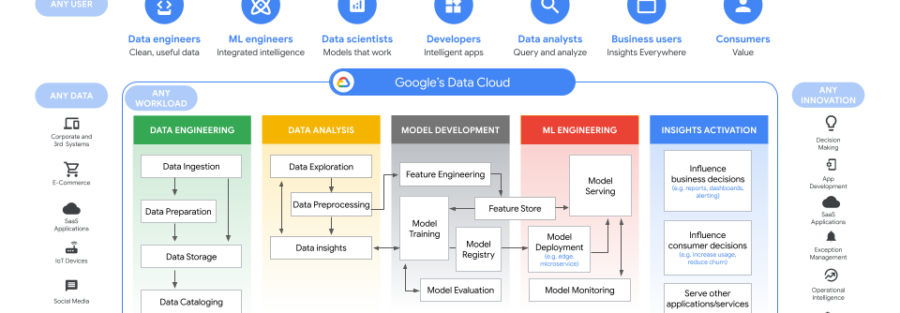 ANY USER
Data engineers
Clean, useful data
ML engineers
Integrated intelligence
Data scientists
Models that work
Developers
Intelligent apps
Data analysts
Query and analyze
Business users
Insights Everywhere
Consumers
Value
Google's Data Cloud
ANY DATA
Corporate and
3rd Systems
E-Commerce
SaaS
Applications
IoT Devices
Social Media
ANY
WORKLOAD
DATA ENGINEERING
Data Ingestion
Data Preparation
Data Storage
Data Cataloging
DATA ANALYSIS
Data Exploration
Data Preprocessing
Data insights
MODEL DEVELOPMENT
Feature Engineering
Feature Store
Model
Training
Model
Registry
Model Evaluation
ML ENGINEERING
Model
Serving
Model
Deployment
(e.g. edge,
microservice)
Model Monitoring
INSIGHTS ACTIVATION
Influence
business decisions
(e.g. reports, dashboards,
alerting)
Influence
consumer decisions
(e.g. increase usage,
reduce churn)
Serve other
applications/services
ANY
INNOVATION
Decision
Making
App
Development
SaaS
Applications
Exception
Management
Operational
Intelligence